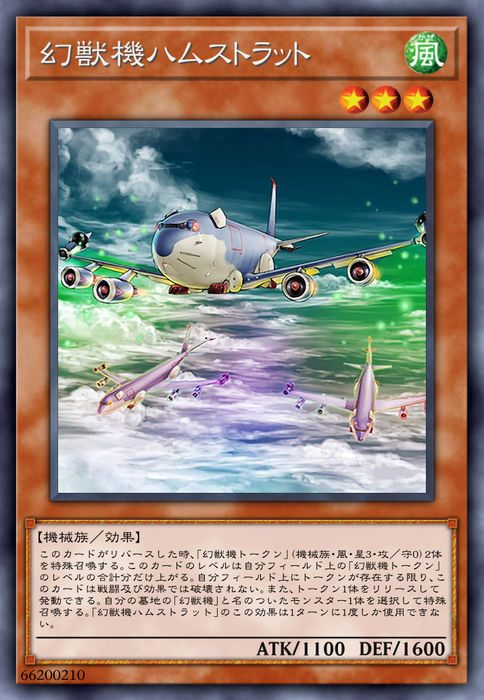 幻獣機ハムストラット
風
かぜ
【機械族／効果】
このカードがリバースした時、「幻獣機トークン」(機械族・風・星3・攻／守0)2体
を特殊召喚する。このカードのレベルは自分フィールド上の「幻獣機トークン」
のレベルの合計分だけ上がる。自分フィールド上にトークンが存在する限り、こ
のカードは戦闘及び効果では破壊されない。また、トークン1体をリリースして
発動できる。自分の墓地の「幻獣機」と名のついたモンスター1体を選択して特殊
召喚する。「幻獣機ハムストラット」のこの効果は1ターンに1度しか使用できな
い。
ATK/1100 DEF/1600
66200210